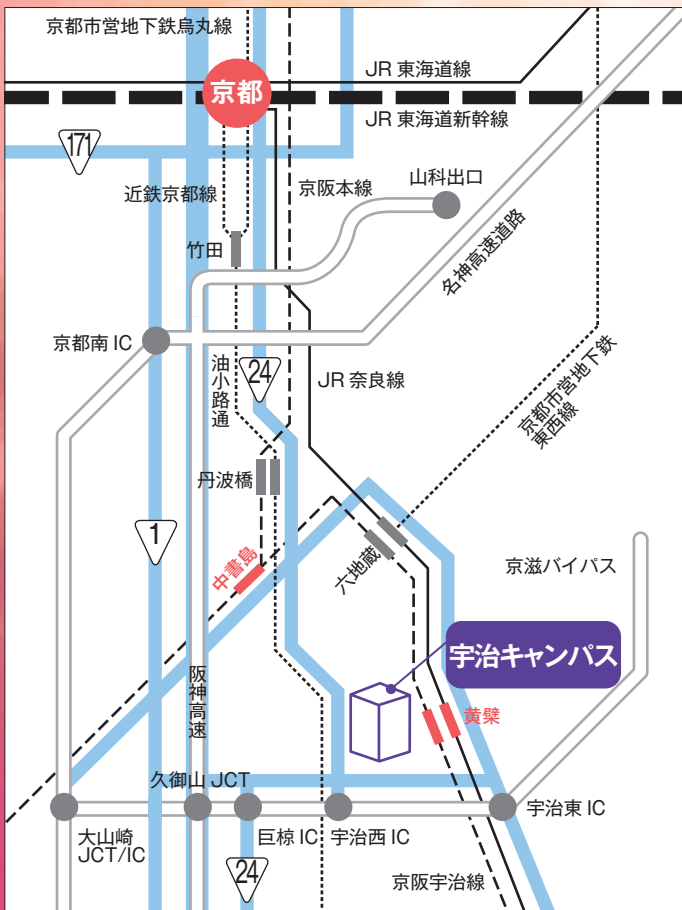 京都市営地下鉄烏丸線
JR 東海道線
京都
JR 東海道新幹線
171
近鉄京都線
京阪本線
山科出口
竹田
名神高速道路
京都南 IC
油小路通
24
JR 奈良線
京都市営地下鉄
東西線
丹波橋
1
中書島
六地蔵
京滋バイパス
宇治キャンパス
阪神高速
黄檗
久御山 JCT
大山崎
JCT/IC
巨椋 IC
宇治西 IC
宇治東 IC
24
京阪宇治線